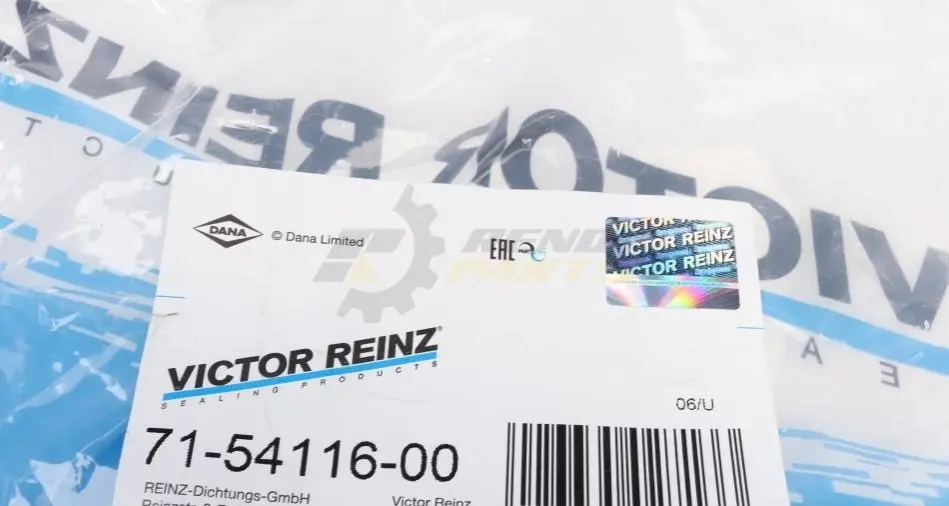 VICTOR REINZ
DANA
© Dana Limited
EAC
VICTOR REINZ
VICTOR REINZ
VICTOR REINZ
VICTOR REINZ®
SEALING PRODUCTS
06/U
71-54116-00
REINZ-Dichtungs-GmbH
Victor Reinz